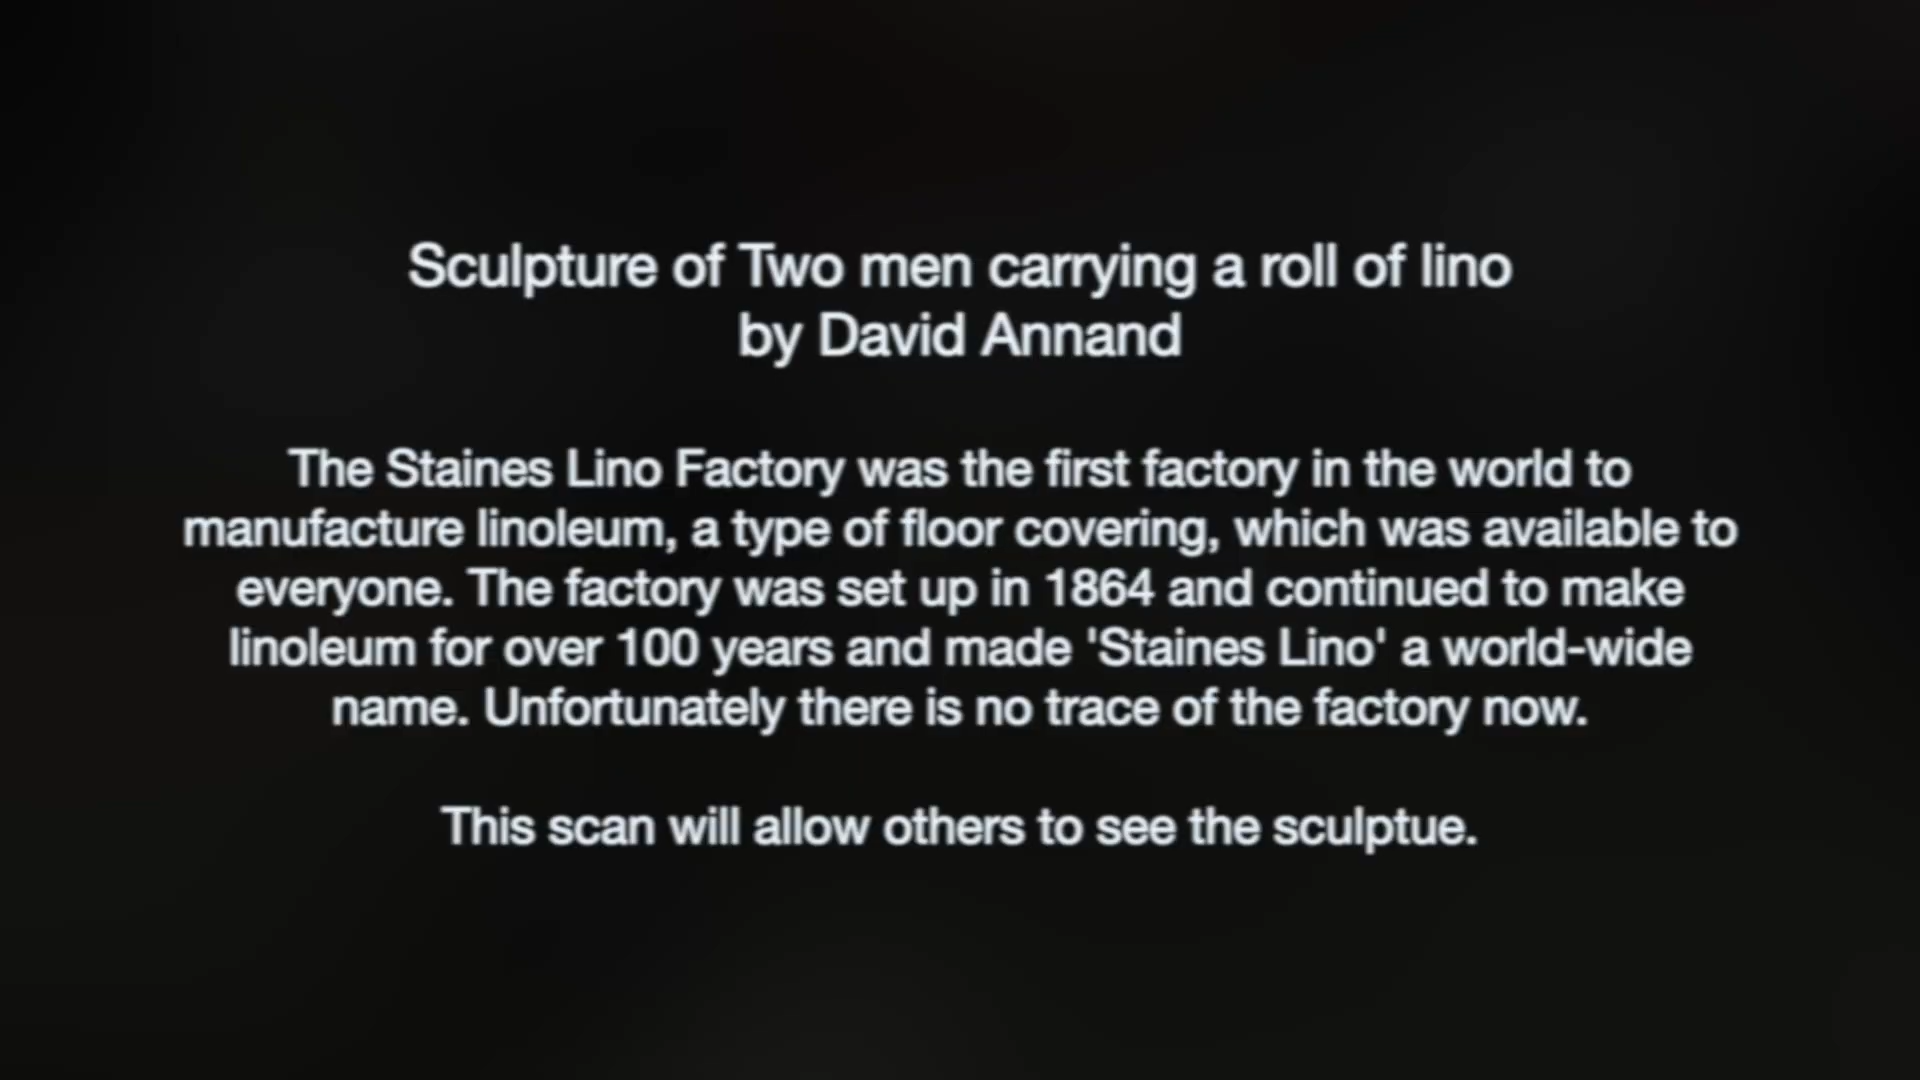 Sculpture of Two men carrying a roll of lino
by David Annand
The Staines Lino Factory was the first factory in the world to
manufacture linoleum, a type of floor covering, which was available to
everyone. The factory was set up in 1864 and continued to make
linoleum for over 100 years and made 'Staines Lino' a world-wide
name. Unfortunately there is no trace of the factory now.
This scan will allow others to see the sculptue.